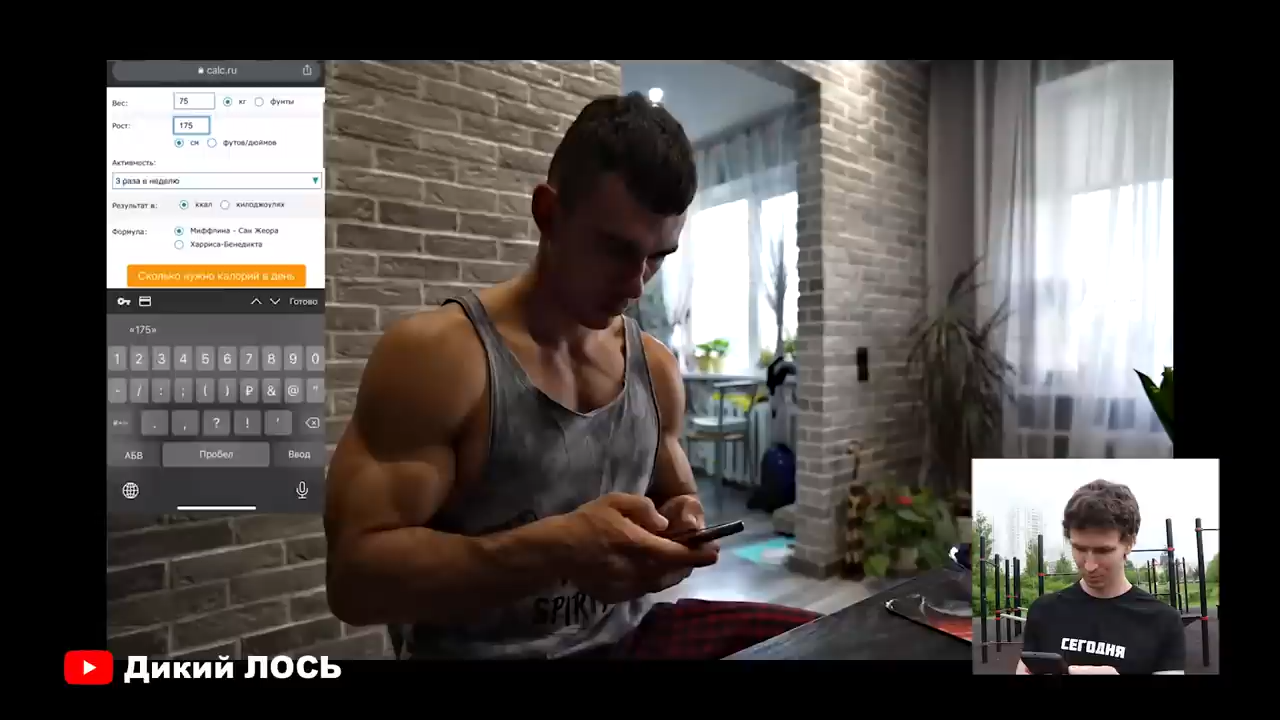 calc.ru
Вес: 75 кг фунты
Рост: 175
см футов/дюймов
Активность:
3 раза в неделю
Результат в: ккал килоджоулях
Формула: Миффлина - Сан Жеора
Харриса-Бенедикта
Сколько нужно калорий в день
Готово
«175»
1 2 3 4 5 6 7 8 9 0
- / : ; ( ) ₽ & @ "
#+= . , ? ! '
АБВ Пробел Ввод
SPIRIT
СЕГОДНЯ
Дикий ЛОСЬ